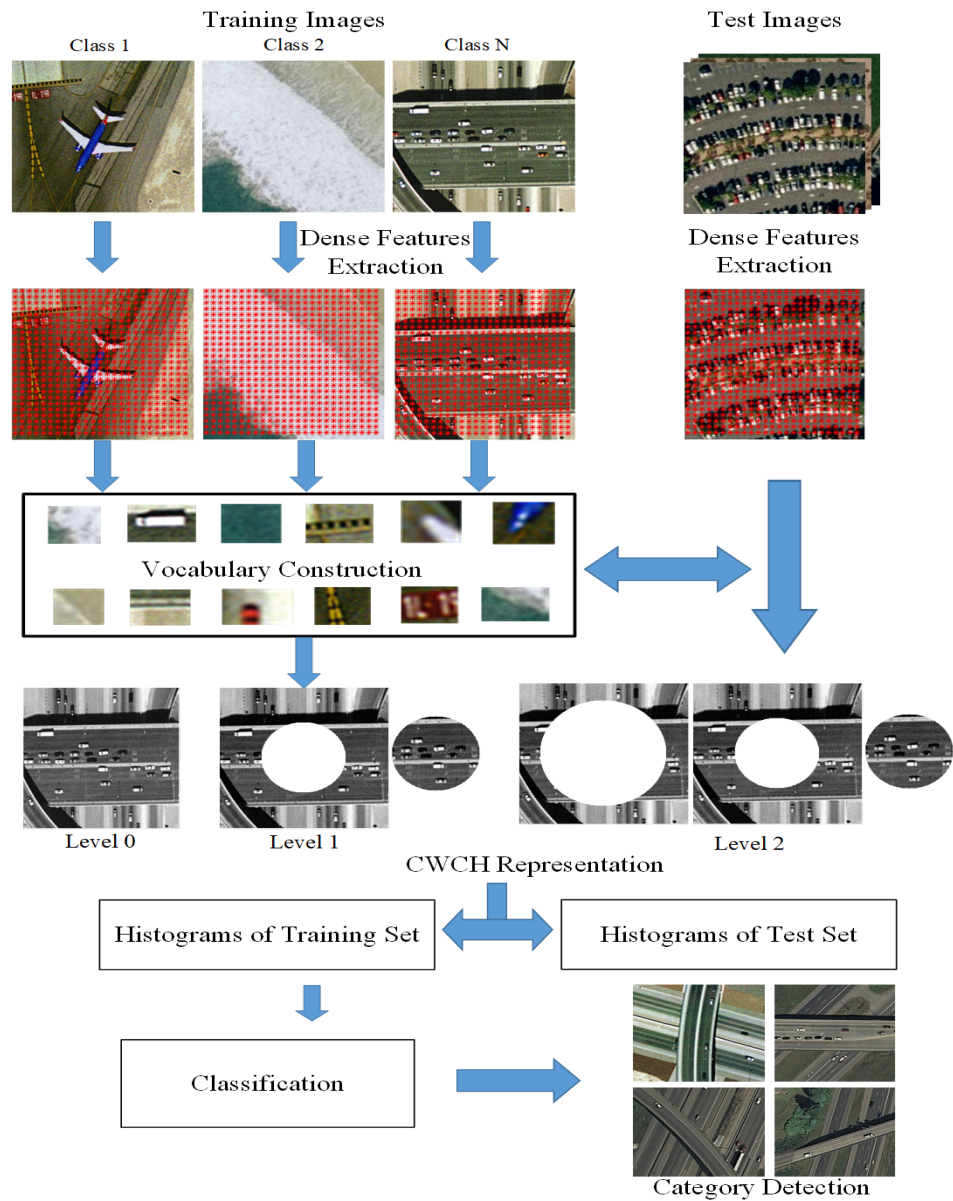 Training Images
Test Images
Class 1
Class 2
Class N
Dense Features
Extraction
Dense Features
Extraction
Vocabulary Construction
Level 0
Level 1
Level 2
CWCH Representation
Histograms of Training Set
Histograms of Test Set
Classification
Category Detection